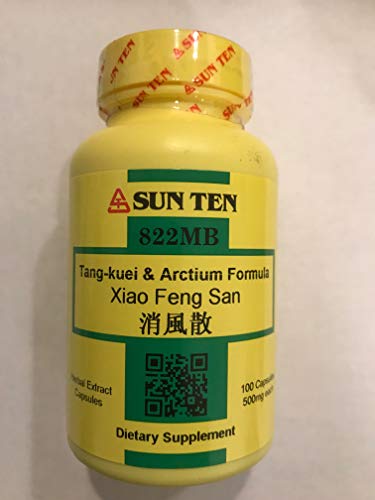 SUN TEN
SUN TEN
822MB
Tang-kuei & Arctium Formula
Xiao Feng San
消風散
Herbal Extract
Capsules
100 Capsules
500mg each
Dietary Supplement